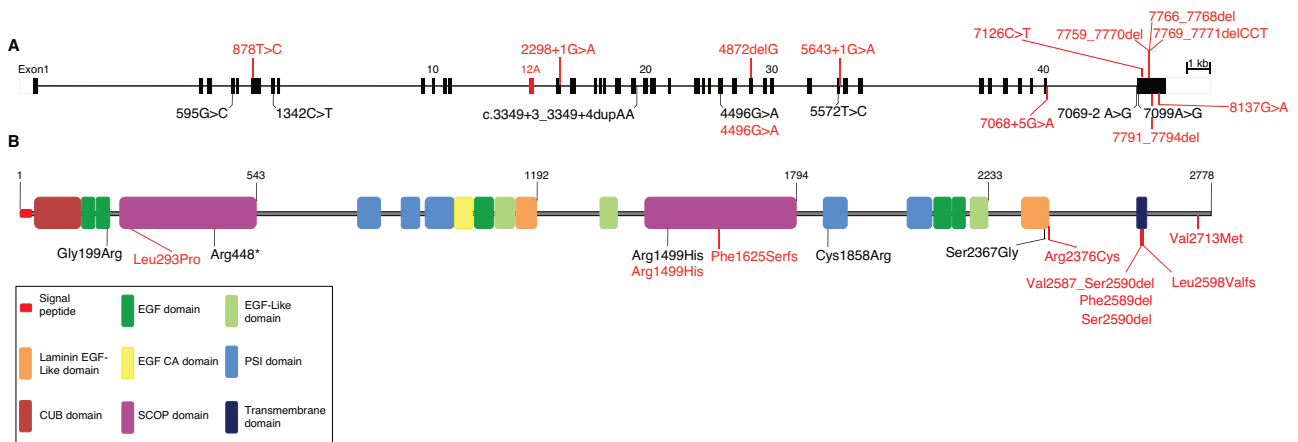 A
Exon1
878T>C
595G>C
1342C>T
10
12A
2298+1G>A
c.3349+3_3349+4dupAA
20
4872delG
4496G>A
4496G>A
30
5643+1G>A
5572T>C
40
7068+5G>A
7126C>T
7759_7770del
7766_7768del
7769_7771delCCT
1 kb
7069-2 A>G
7099A>G
7791_7794del
8137G>A
B
1
543
1192
1794
2233
2778
Gly199Arg
Leu293Pro
Arg448*
Arg1499His
Arg1499His
Phe1625Serfs
Cys1858Arg
Ser2367Gly
Arg2376Cys
Val2587_Ser2590del
Phe2589del
Ser2590del
Leu2598Valfs
Val2713Met
Signal
peptide
EGF domain
EGF-Like
domain
Laminin EGF-
Like domain
EGF CA domain
PSI domain
CUB domain
SCOP domain
Transmembrane
domain